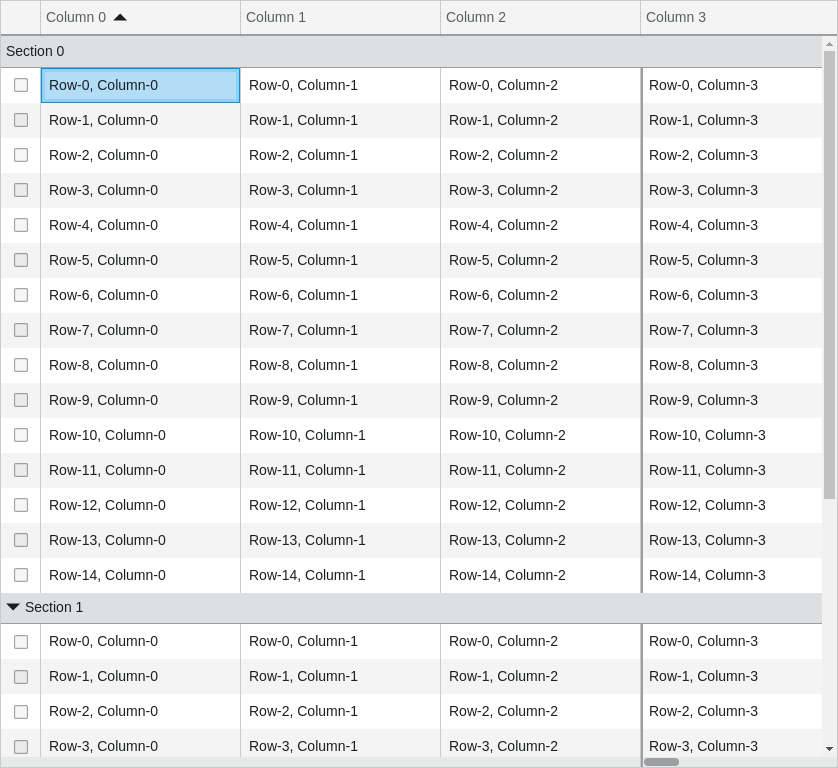 Column 0 Column 1 Column 2 Column 3
Section 0
Row-0, Column-0 Row-0, Column-1 Row-0, Column-2 Row-0, Column-3
Row-1, Column-0 Row-1, Column-1 Row-1, Column-2 Row-1, Column-3
Row-2, Column-0 Row-2, Column-1 Row-2, Column-2 Row-2, Column-3
Row-3, Column-0 Row-3, Column-1 Row-3, Column-2 Row-3, Column-3
Row-4, Column-0 Row-4, Column-1 Row-4, Column-2 Row-4, Column-3
Row-5, Column-0 Row-5, Column-1 Row-5, Column-2 Row-5, Column-3
Row-6, Column-0 Row-6, Column-1 Row-6, Column-2 Row-6, Column-3
Row-7, Column-0 Row-7, Column-1 Row-7, Column-2 Row-7, Column-3
Row-8, Column-0 Row-8, Column-1 Row-8, Column-2 Row-8, Column-3
Row-9, Column-0 Row-9, Column-1 Row-9, Column-2 Row-9, Column-3
Row-10, Column-0 Row-10, Column-1 Row-10, Column-2 Row-10, Column-3
Row-11, Column-0 Row-11, Column-1 Row-11, Column-2 Row-11, Column-3
Row-12, Column-0 Row-12, Column-1 Row-12, Column-2 Row-12, Column-3
Row-13, Column-0 Row-13, Column-1 Row-13, Column-2 Row-13, Column-3
Row-14, Column-0 Row-14, Column-1 Row-14, Column-2 Row-14, Column-3
Section 1
Row-0, Column-0 Row-0, Column-1 Row-0, Column-2 Row-0, Column-3
Row-1, Column-0 Row-1, Column-1 Row-1, Column-2 Row-1, Column-3
Row-2, Column-0 Row-2, Column-1 Row-2, Column-2 Row-2, Column-3
Row-3, Column-0 Row-3, Column-1 Row-3, Column-2 Row-3, Column-3